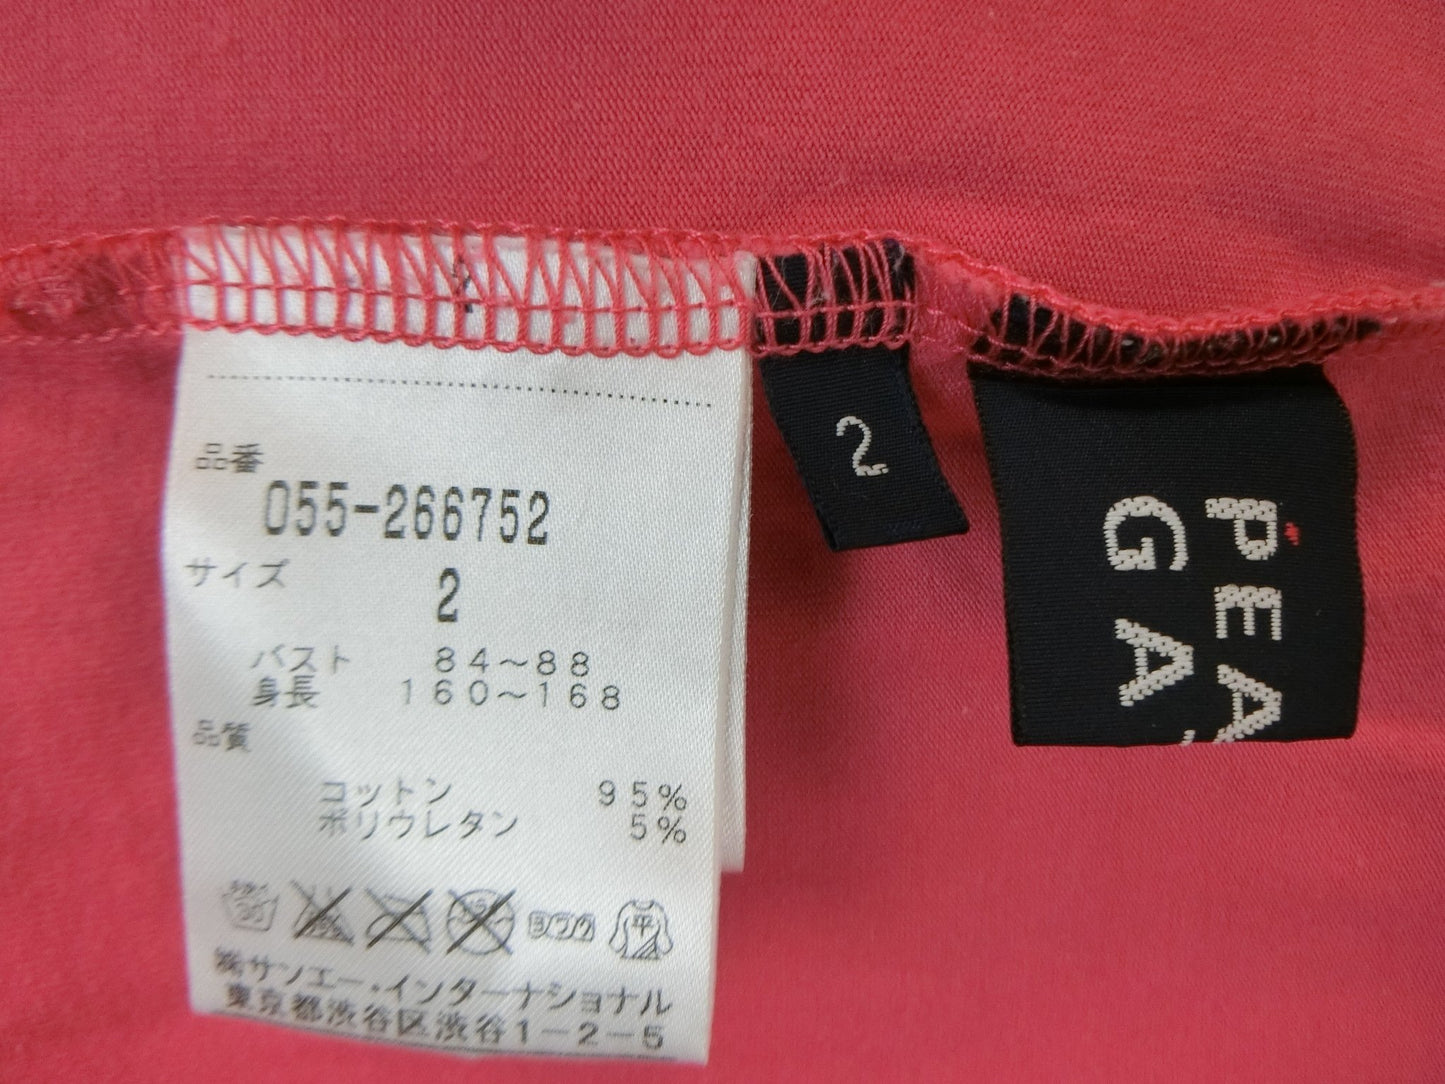 品番
055-266752
サイズ
2
バスト 84~88
身長 160~168
品質
コットン 95%
ポリウレタン 5%
ヨワク
平
㈱サンエー・インターナショナル
東京都渋谷区渋谷1-2-5
2
PEA
GA